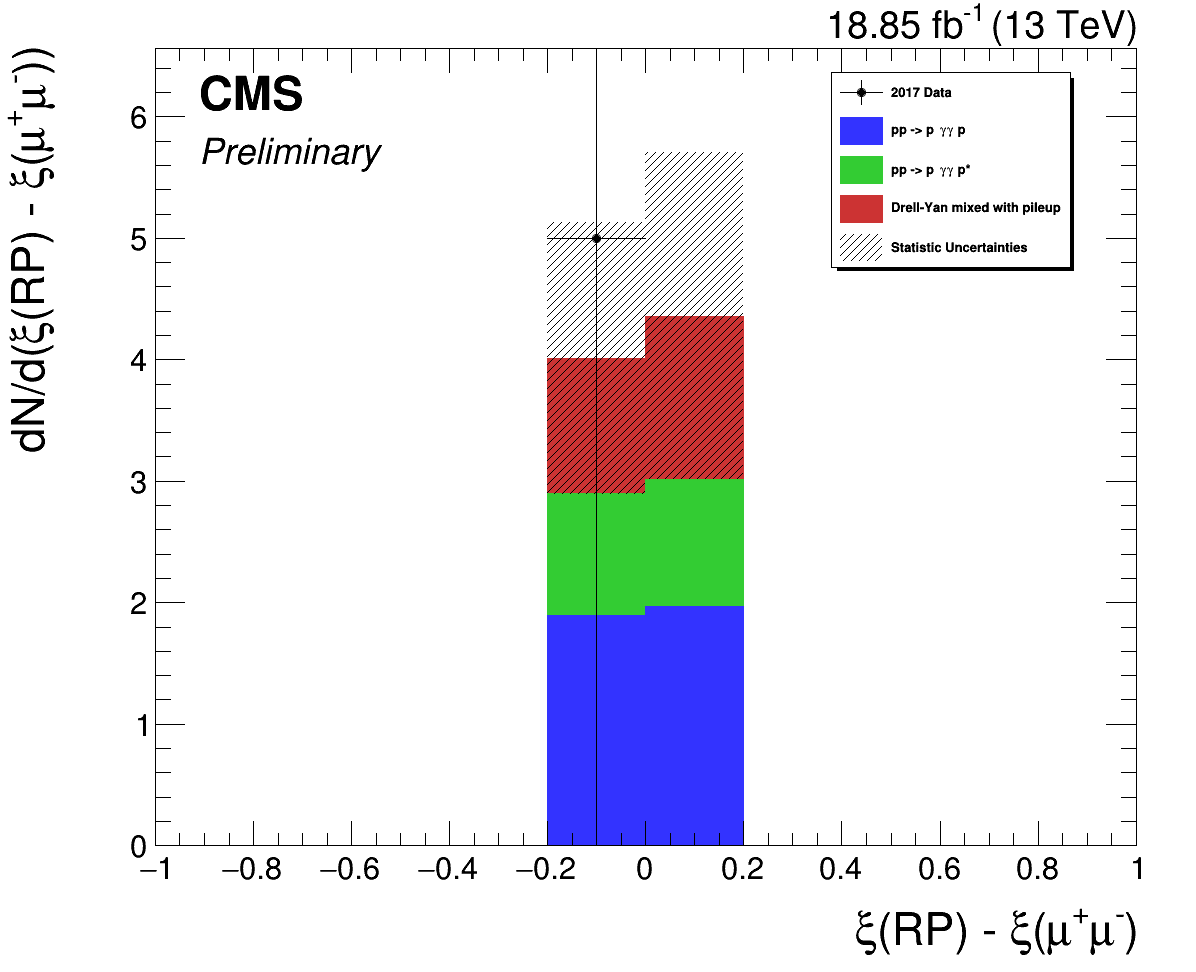 18.85 fb⁻¹ (13 TeV)
CMS
Preliminary
2017 Data
pp -> p γγ p
pp -> p γγ p*
Drell-Yan mixed with pileup
Statistic Uncertainties
dN/d(ξ(RP) - ξ(μ⁺μ⁻))
6
5
4
3
2
1
0
−1 −0.8 −0.6 −0.4 −0.2 0 0.2 0.4 0.6 0.8 1
ξ(RP) - ξ(μ⁺μ⁻)